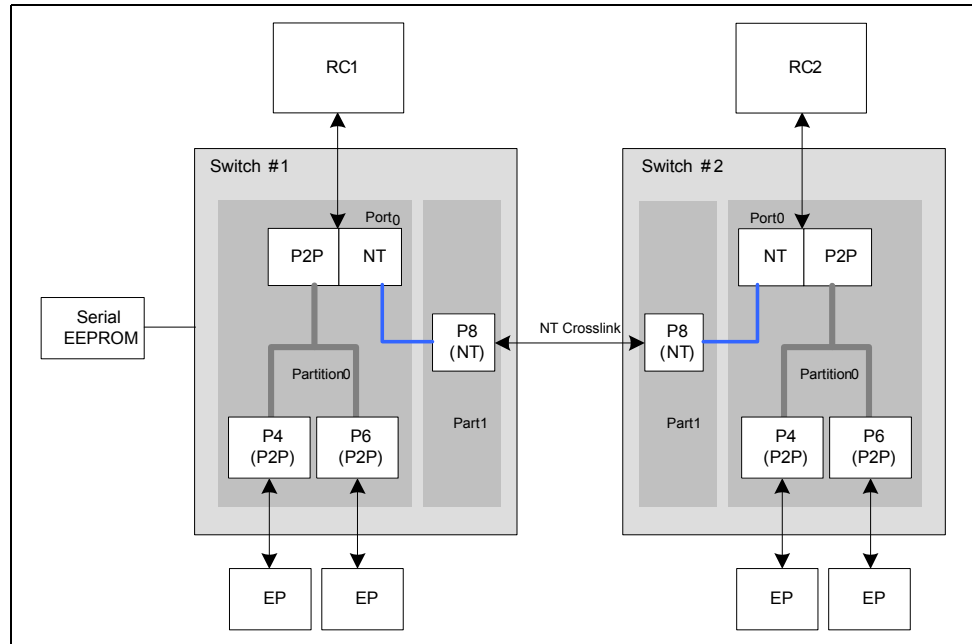 RC1
RC2
Switch #1
Switch #2
Port0
Port0
P2P
NT
NT
P2P
Serial
EEPROM
P8
(NT)
NT Crosslink
P8
(NT)
Partition0
Partition0
P4
(P2P)
P6
(P2P)
Part1
Part1
P4
(P2P)
P6
(P2P)
EP
EP
EP
EP